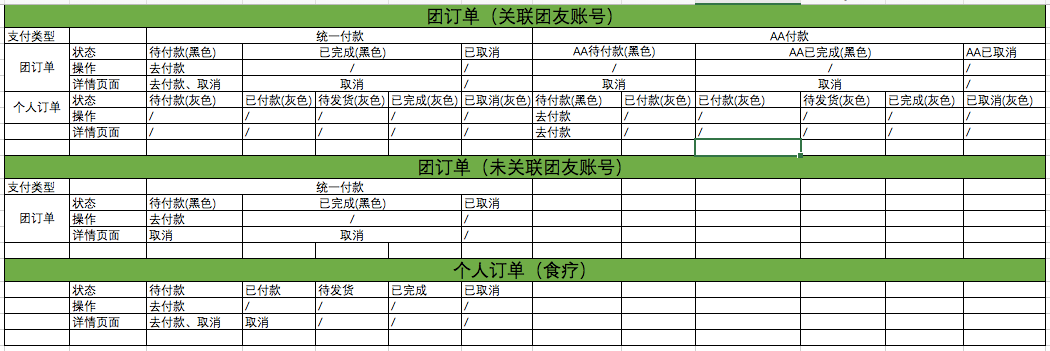 团订单（关联团友账号）
支付类型 统一付款 AA付款
团订单 状态 待付款(黑色) 已完成(黑色) 已取消 AA待付款(黑色) AA已完成(黑色) AA已取消
操作 去付款 / / / / /
详情页面 去付款、取消 取消 / 取消 取消 /
个人订单 状态 待付款(灰色) 已付款(灰色) 待发货(灰色) 已完成(灰色) 已取消(灰色) 待付款(黑色) 已付款(灰色) 已付款(灰色) 待发货(灰色) 已完成(灰色) 已取消(灰色)
操作 / / / / / 去付款 / / / / /
详情页面 / / / / / 去付款 / / / / /
团订单（未关联团友账号）
支付类型 统一付款
团订单 状态 待付款(黑色) 已完成(黑色) 已取消
操作 去付款 / /
详情页面 取消 取消 /
个人订单（食疗）
状态 待付款 已付款 待发货 已完成 已取消
操作 去付款 / / / /
详情页面 去付款、取消 取消 / / /